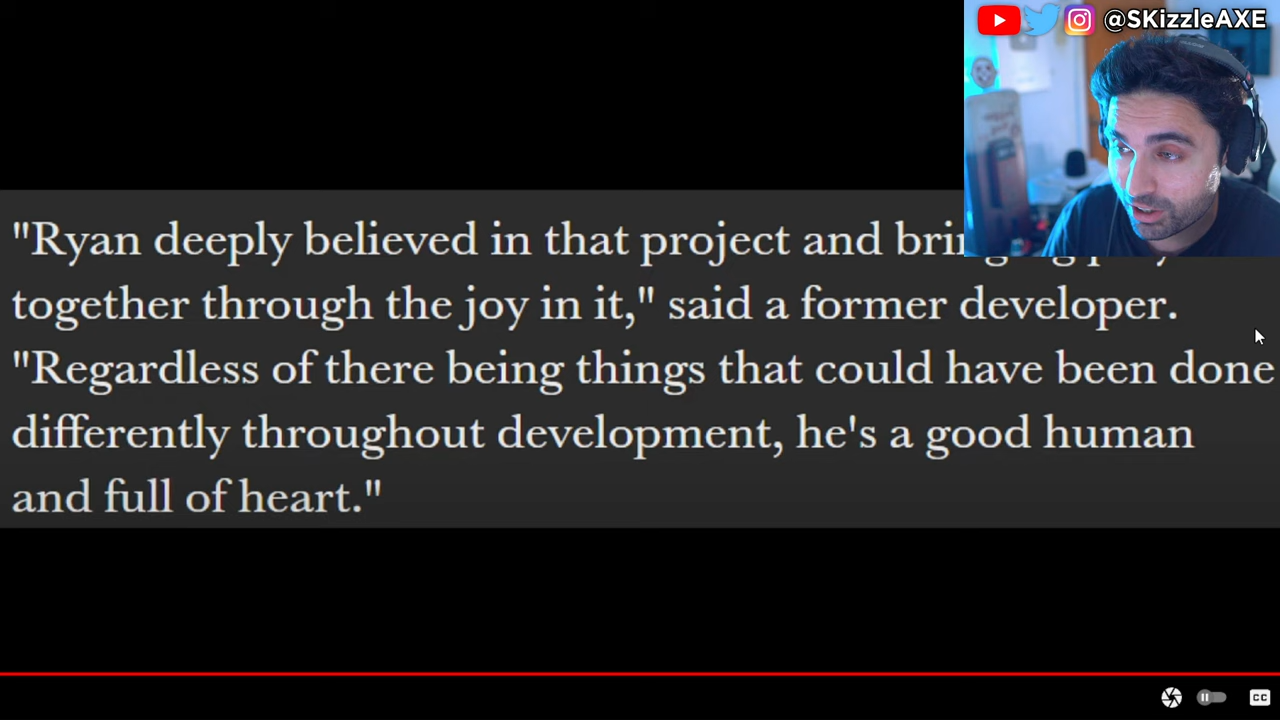 @SKizzleAXE
"Ryan deeply believed in that project and
together through the joy in it," said a former developer.
"Regardless of there being things that could have been done
differently throughout development, he's a good human
and full of heart."
CC